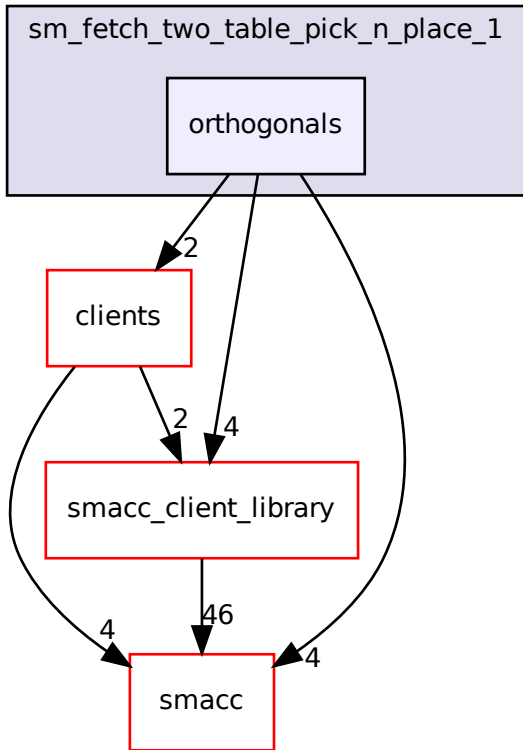 sm_fetch_two_table_pick_n_place_1
orthogonals
2
clients
2
4
smacc_client_library
46
4
4
smacc